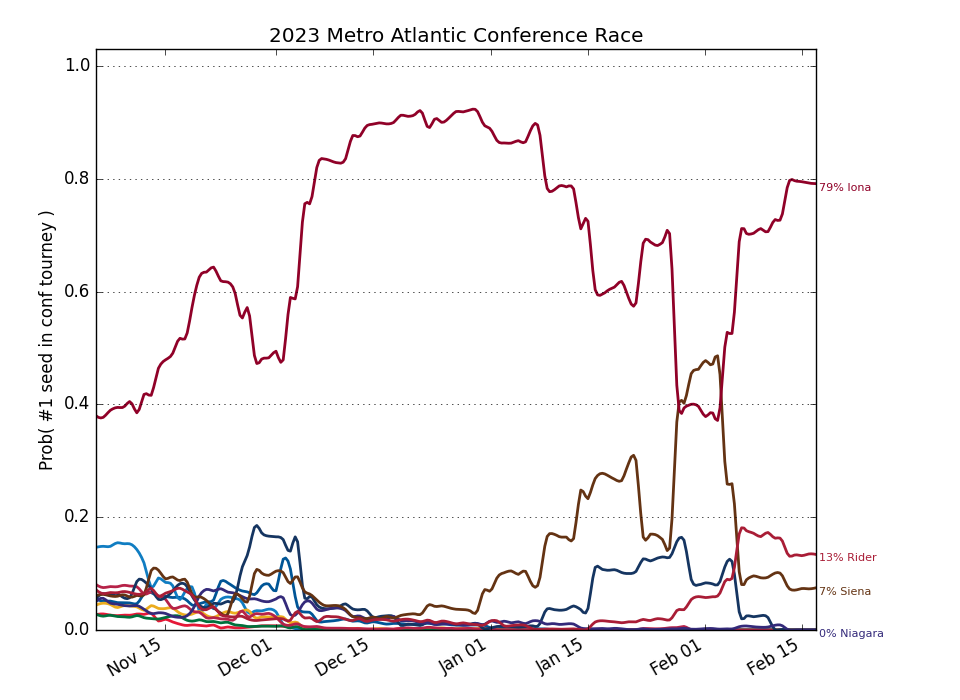 2023 Metro Atlantic Conference Race
Prob( #1 seed in conf tourney )
1.0
0.8
0.6
0.4
0.2
0.0
79% Iona
13% Rider
7% Siena
0% Niagara
Nov 15
Dec 01
Dec 15
Jan 01
Jan 15
Feb 01
Feb 15